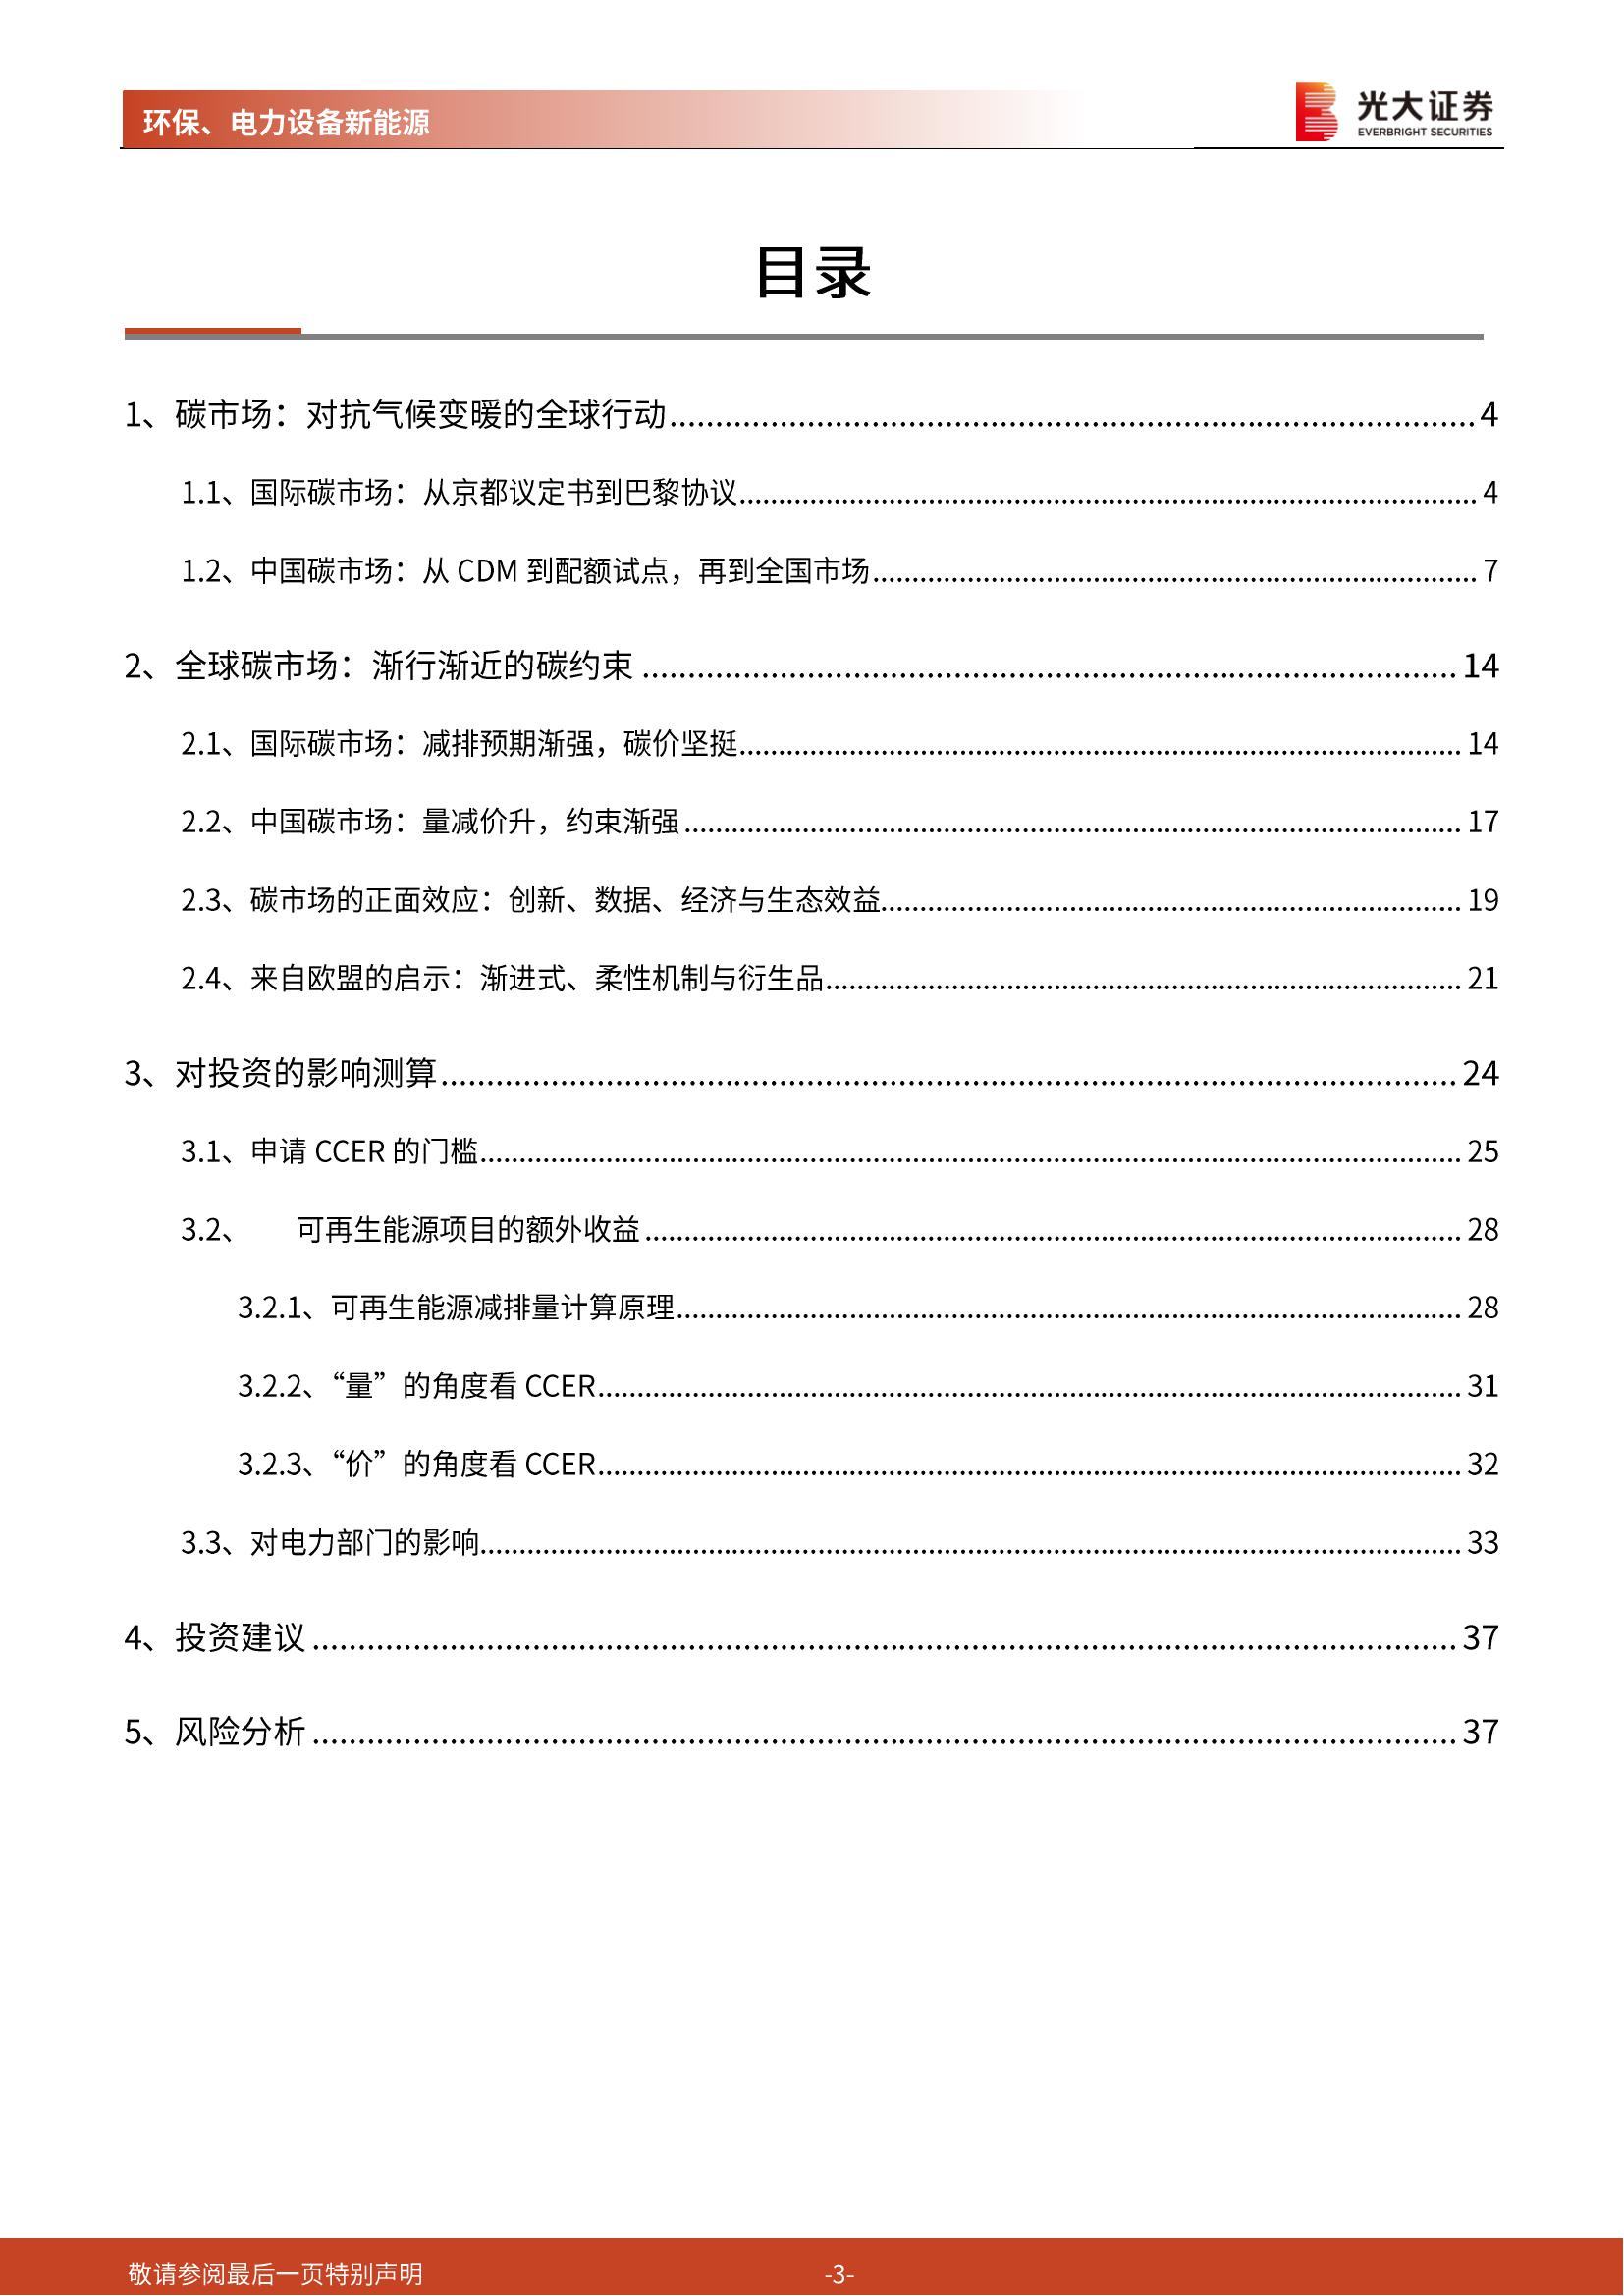 环保、电力设备新能源
光大证券
EVERBRIGHT SECURITIES
目录
1、碳市场：对抗气候变暖的全球行动........................................................................................ 4
1.1、国际碳市场：从京都议定书到巴黎协议................................................................................................ 4
1.2、中国碳市场：从 CDM 到配额试点，再到全国市场............................................................................... 7
2、全球碳市场：渐行渐近的碳约束 ......................................................................................... 14
2.1、国际碳市场：减排预期渐强，碳价坚挺.............................................................................................. 14
2.2、中国碳市场：量减价升，约束渐强 ..................................................................................................... 17
2.3、碳市场的正面效应：创新、数据、经济与生态效益........................................................................... 19
2.4、来自欧盟的启示：渐进式、柔性机制与衍生品................................................................................... 21
3、对投资的影响测算............................................................................................................... 24
3.1、申请 CCER 的门槛............................................................................................................................... 25
3.2、 可再生能源项目的额外收益 .......................................................................................................... 28
3.2.1、可再生能源减排量计算原理..................................................................................................... 28
3.2.2、“量”的角度看 CCER................................................................................................................ 31
3.2.3、“价”的角度看 CCER................................................................................................................ 32
3.3、对电力部门的影响............................................................................................................................... 33
4、投资建议 ............................................................................................................................. 37
5、风险分析 ............................................................................................................................. 37
敬请参阅最后一页特别声明 -3-